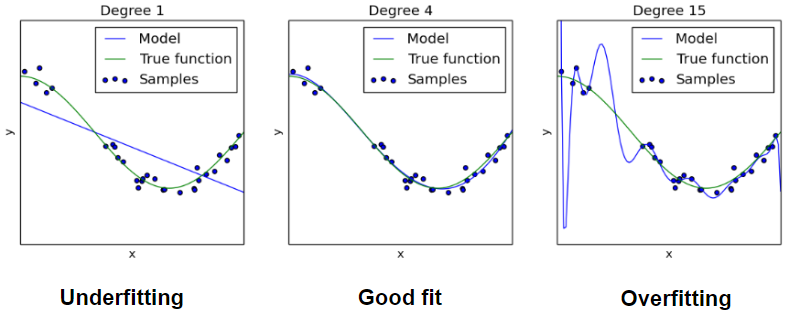 Degree 1
Model
True function
Samples
y
x
Underfitting
Degree 4
Model
True function
Samples
y
x
Good fit
Degree 15
Model
True function
Samples
y
x
Overfitting